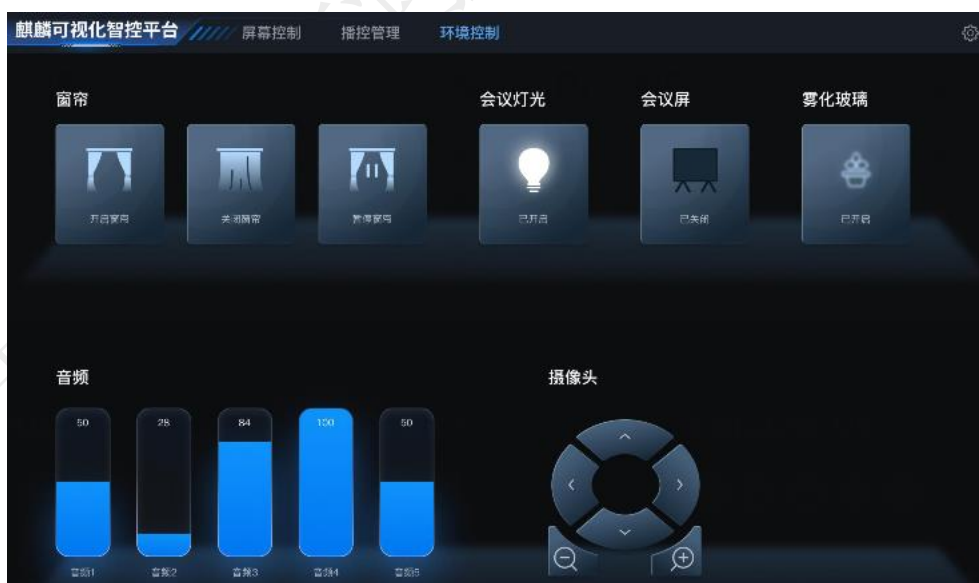 麒麟可视化智控平台
屏幕控制
播控管理
环境控制
窗帘
会议灯光
会议屏
雾化玻璃
开启窗帘
关闭窗帘
暂停窗帘
已开启
已关闭
已开启
音频
摄像头
50
28
84
100
50
音频1
音频2
音频3
音频4
音频5